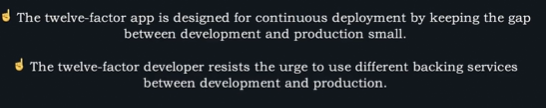 ☝ The twelve-factor app is designed for continuous deployment by keeping the gap
between development and production small.
☝ The twelve-factor developer resists the urge to use different backing services
between development and production.